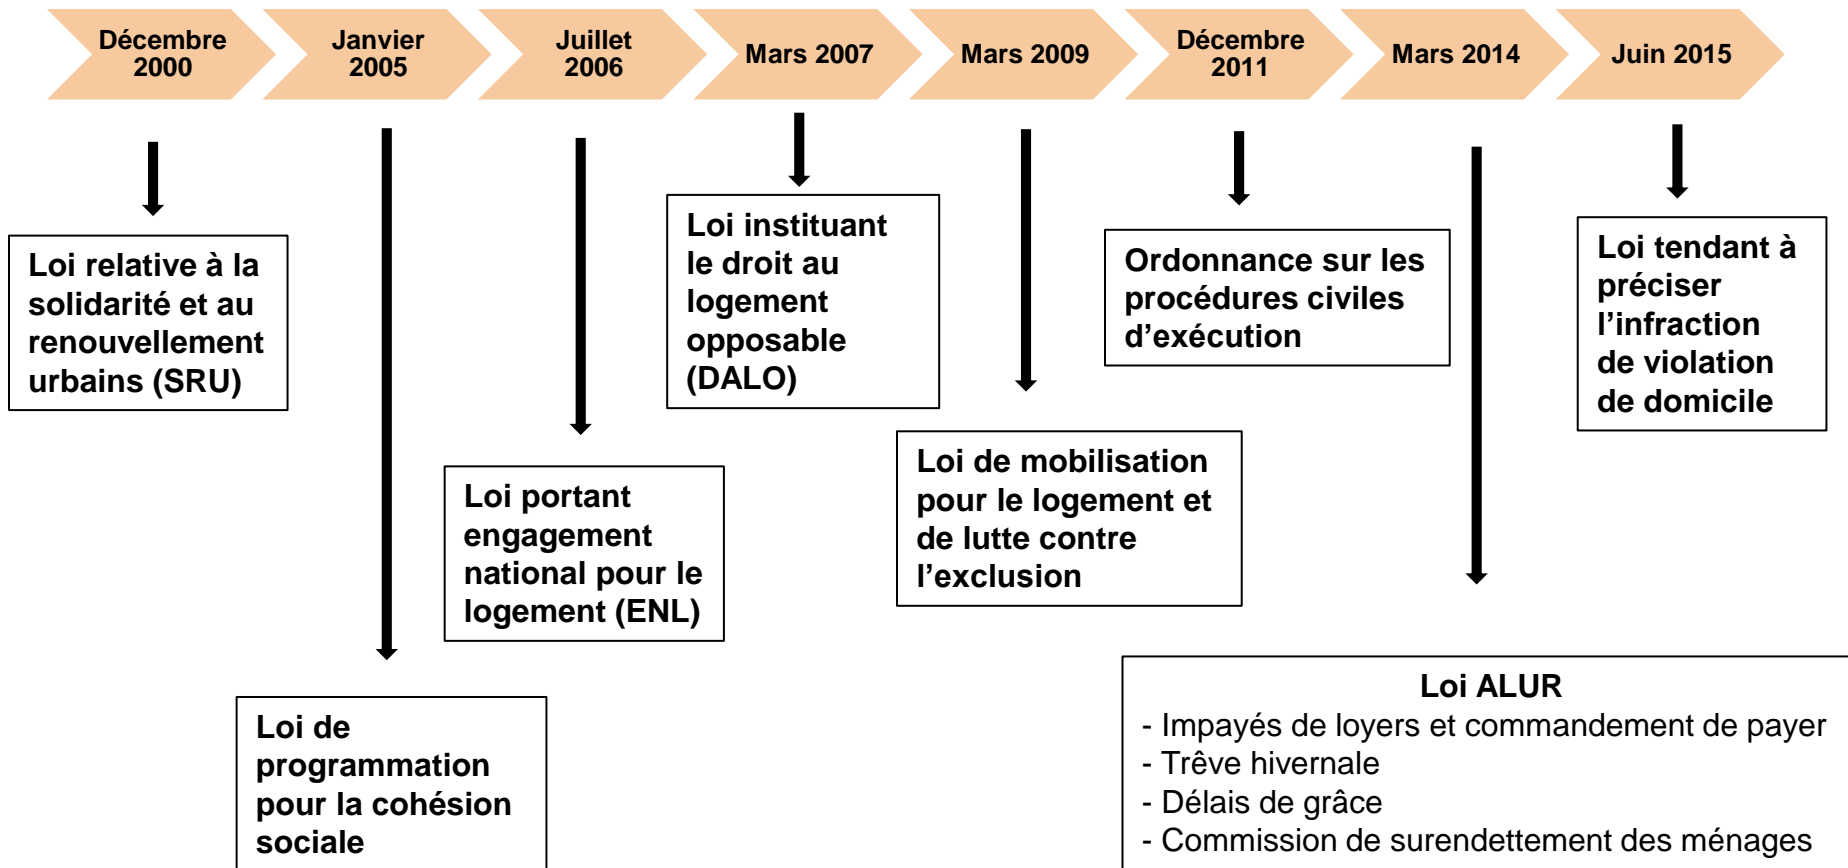 Décembre
2000
Janvier
2005
Juillet
2006
Mars 2007
Mars 2009
Décembre
2011
Mars 2014
Juin 2015
Loi relative à la
solidarité et au
renouvellement
urbains (SRU)
Loi de
programmation
pour la cohésion
sociale
Loi portant
engagement
national pour le
logement (ENL)
Loi instituant
le droit au
logement
opposable
(DALO)
Loi de mobilisation
pour le logement et
de lutte contre
l’exclusion
Ordonnance sur les
procédures civiles
d’exécution
Loi ALUR
- Impayés de loyers et commandement de payer
- Trêve hivernale
- Délais de grâce
- Commission de surendettement des ménages
Loi tendant à
préciser
l’infraction
de violation
de domicile